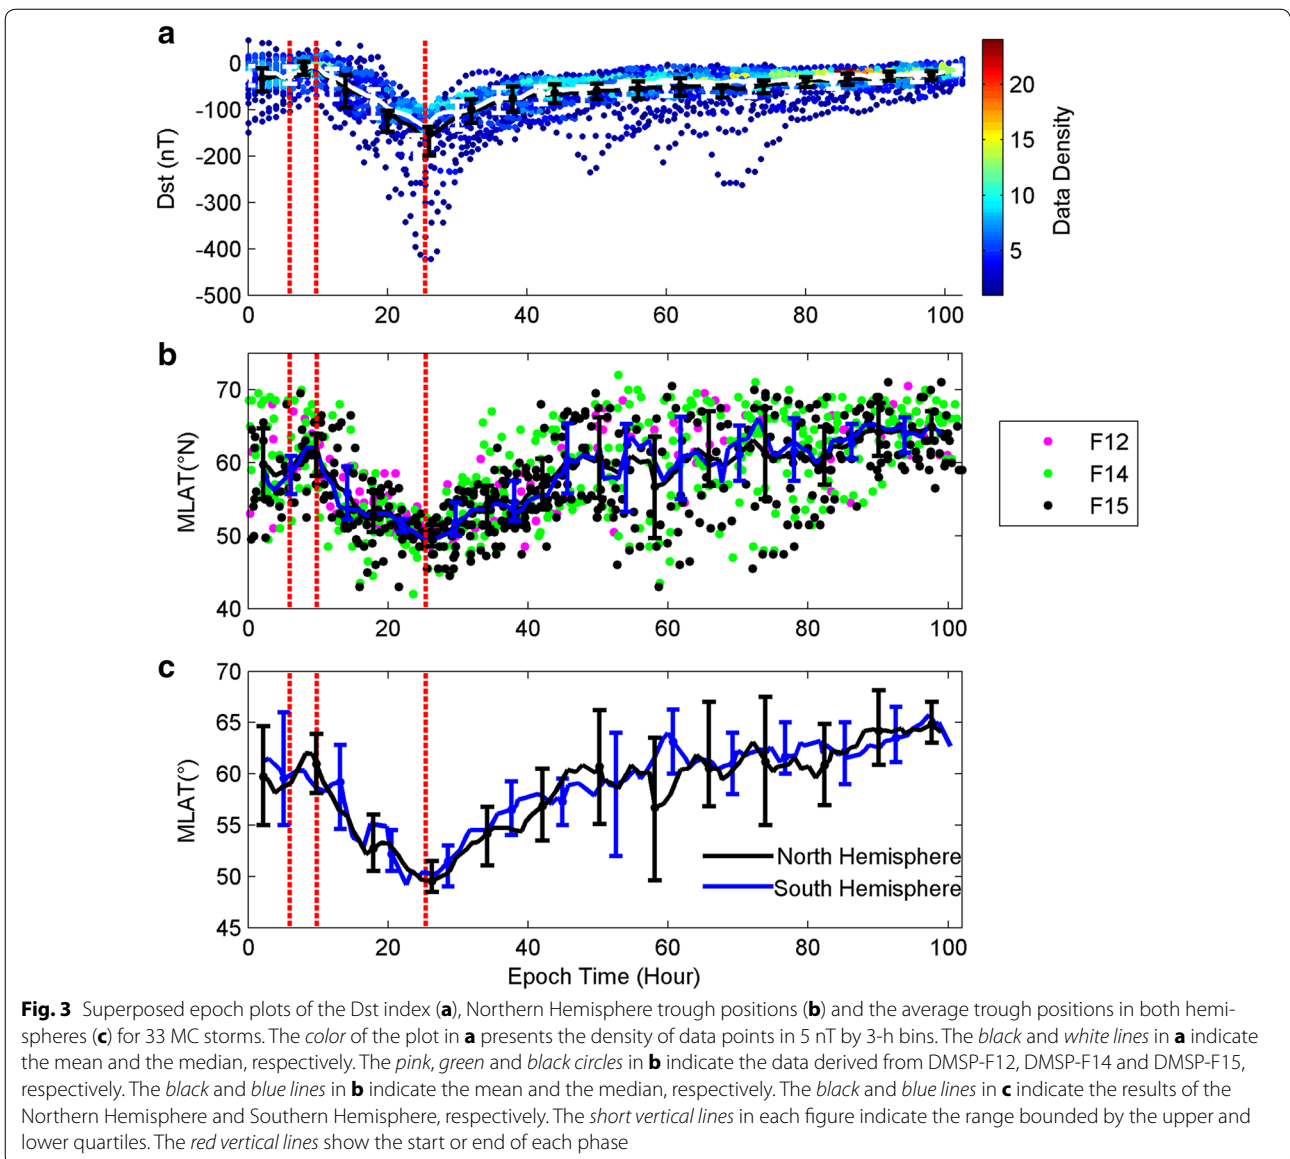 a
0
-100
-200
-300
-400
-500
Dst (nT)
0
20
40
60
80
100
20
15
10
5
Data Density
b
70
60
50
40
MLAT(°N)
0
20
40
60
80
100
F12
F14
F15
c
70
65
60
55
50
45
MLAT(°)
North Hemisphere
South Hemisphere
0
20
40
60
80
100
Epoch Time (Hour)
Fig. 3 Superposed epoch plots of the Dst index (a), Northern Hemisphere trough positions (b) and the average trough positions in both hemi-
spheres (c) for 33 MC storms. The color of the plot in a presents the density of data points in 5 nT by 3-h bins. The black and white lines in a indicate
the mean and the median, respectively. The pink, green and black circles in b indicate the data derived from DMSP-F12, DMSP-F14 and DMSP-F15,
respectively. The black and blue lines in b indicate the mean and the median, respectively. The black and blue lines in c indicate the results of the
Northern Hemisphere and Southern Hemisphere, respectively. The short vertical lines in each figure indicate the range bounded by the upper and
lower quartiles. The red vertical lines show the start or end of each phase